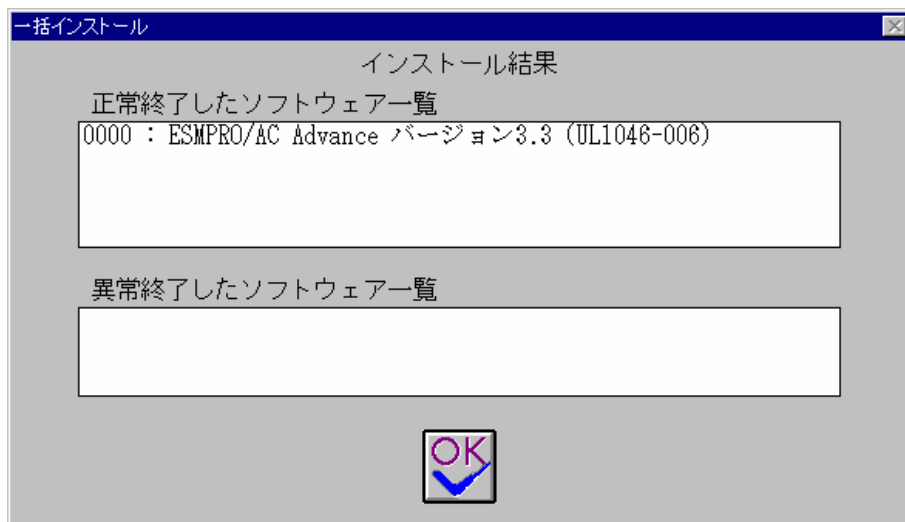 一括インストール
インストール結果
正常終了したソフトウェア一覧
0000 : ESMPRO/AC Advance バージョン3.3 (UL1046-006)
異常終了したソフトウェア一覧
OK